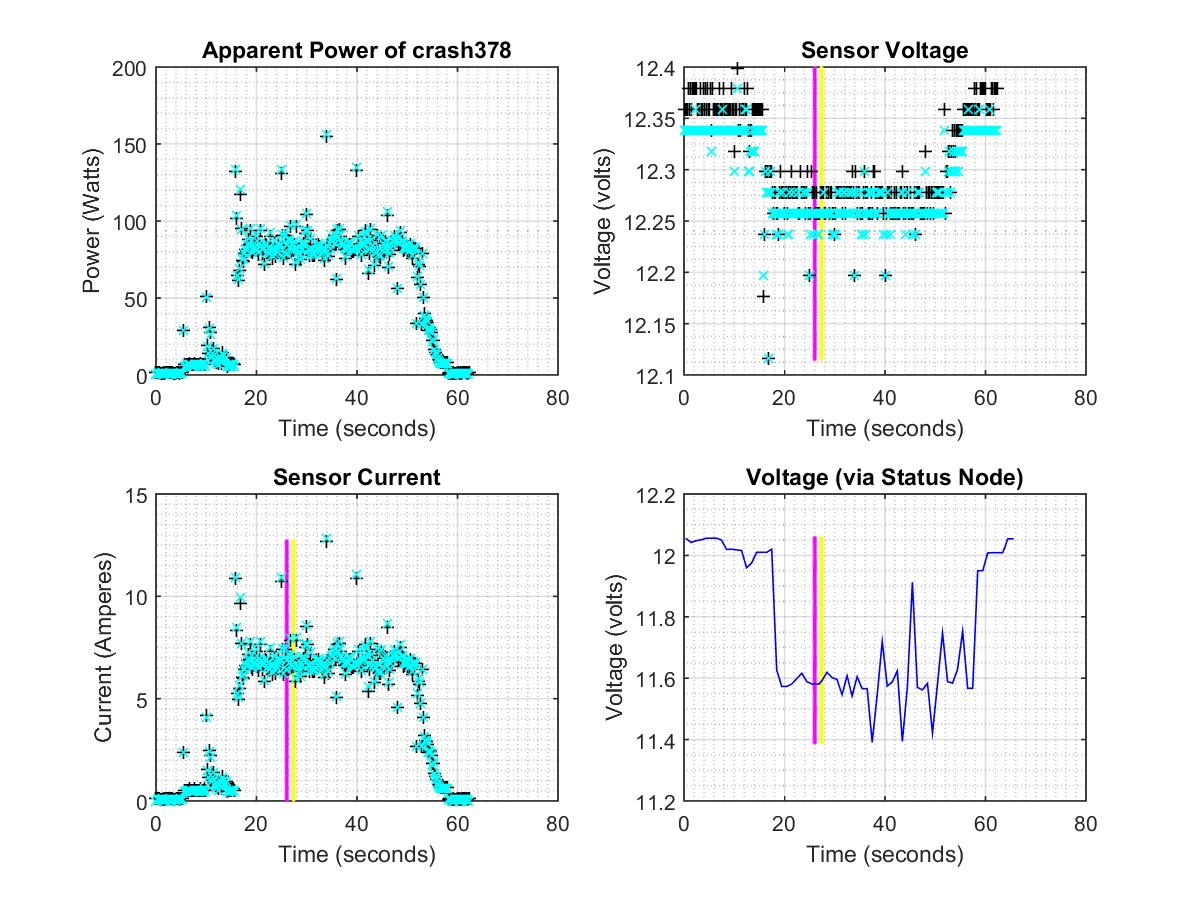 Apparent Power of crash378
200
150
100
50
0
Power (Watts)
0 20 40 60 80
Time (seconds)
Sensor Voltage
12.4
12.35
12.3
12.25
12.2
12.15
12.1
Voltage (volts)
0 20 40 60 80
Time (seconds)
Sensor Current
15
10
5
0
Current (Amperes)
0 20 40 60 80
Time (seconds)
Voltage (via Status Node)
12.2
12
11.8
11.6
11.4
11.2
Voltage (volts)
0 20 40 60 80
Time (seconds)